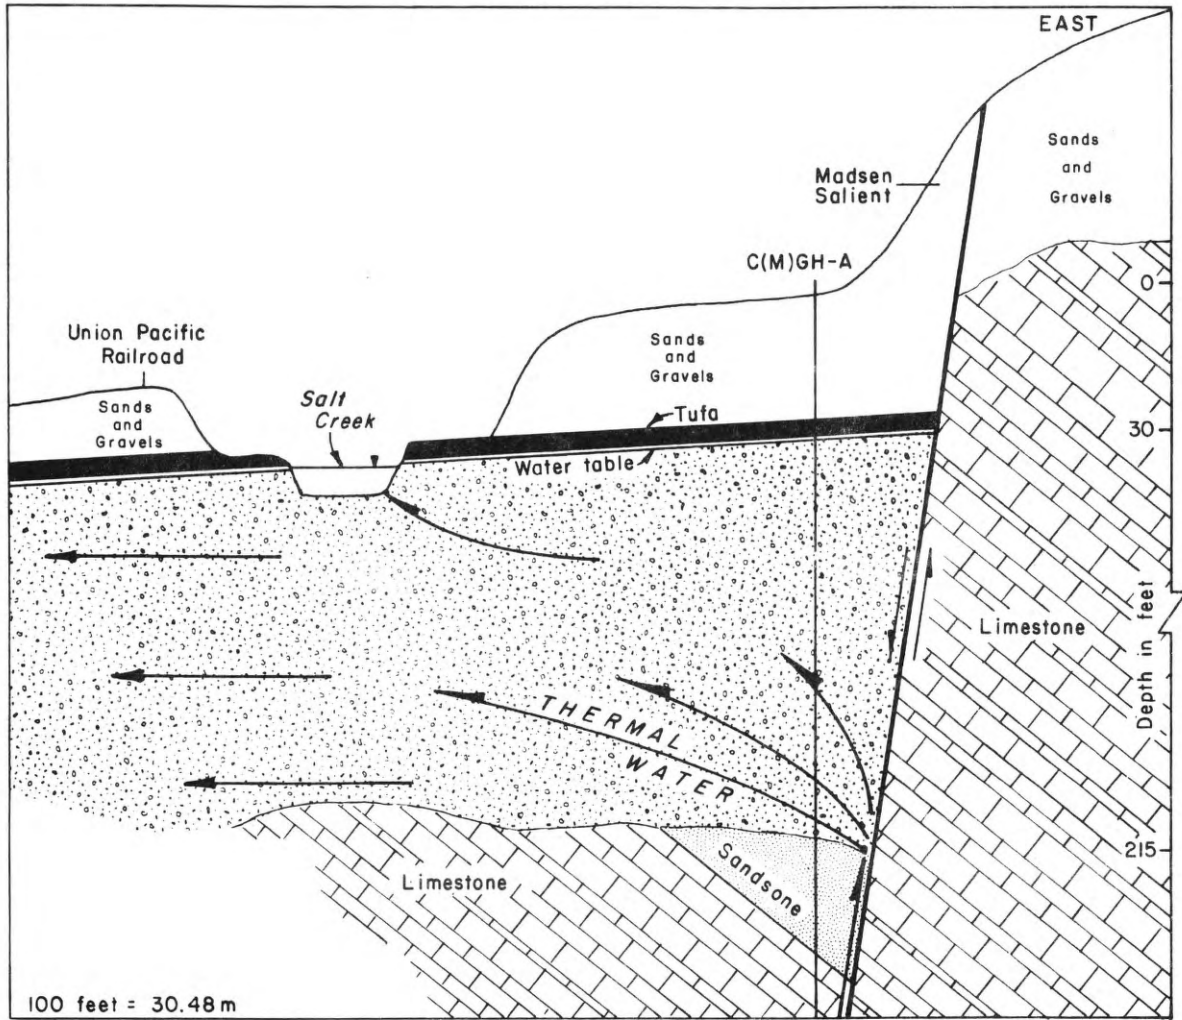 EAST
Sands
and
Gravels
Madsen
Salient
C(M)GH-A
0
Union Pacific
Railroad
Sands
and
Gravels
Salt
Creek
Sands
and
Gravels
Tufa
30
Water table
Limestone
Depth in feet
THERMAL
WATER
215
Sandsone
Limestone
100 feet = 30.48 m